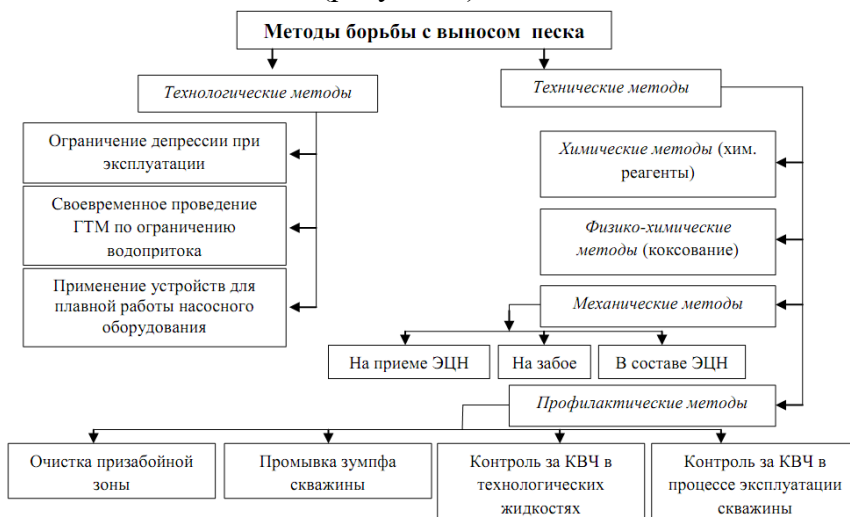 Методы борьбы с выносом песка
Технологические методы
Технические методы
Ограничение депрессии при
эксплуатации
Своевременное проведение
ГТМ по ограничению
водопритока
Применение устройств для
плавной работы насосного
оборудования
Химические методы (хим.
реагенты)
Физико-химические
методы (коксование)
Механические методы
На приеме ЭЦН
На забое
В составе ЭЦН
Профилактические методы
Очистка призабойной
зоны
Промывка зумпфа
скважины
Контроль за КВЧ в
технологических
жидкостях
Контроль за КВЧ в
процессе эксплуатации
скважины